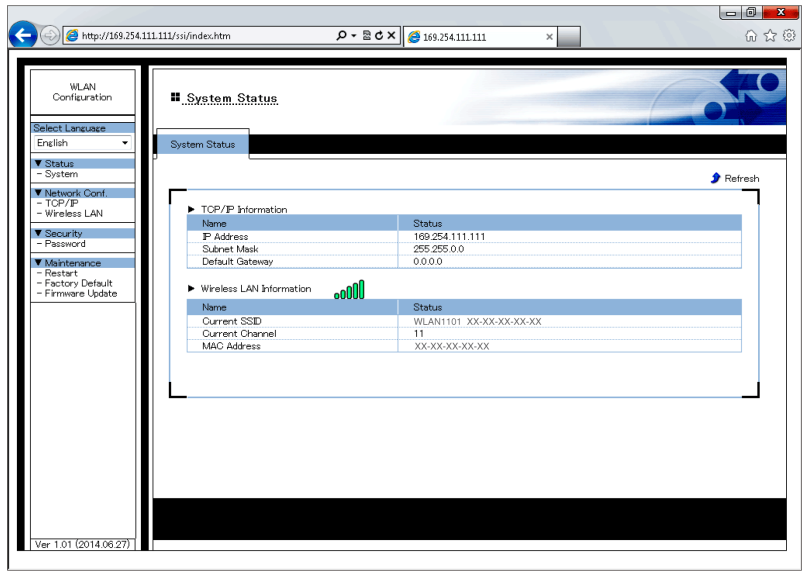 http://169.254.111.111/ssi/index.htm
169.254.111.111
WLAN
Configuration
Select Language
English
▼ Status
- System
▼ Network Conf.
- TCP/IP
- Wireless LAN
▼ Security
- Password
▼ Maintenance
- Restart
- Factory Default
- Firmware Update
Ver 1.01 (2014.06.27)
System Status
System Status
Refresh
► TCP/IP Information
Name Status
IP Address 169.254.111.111
Subnet Mask 255.255.0.0
Default Gateway 0.0.0.0
► Wireless LAN Information
Name Status
Current SSID WLAN1101 XX-XX-XX-XX-XX
Current Channel 11
MAC Address XX-XX-XX-XX-XX